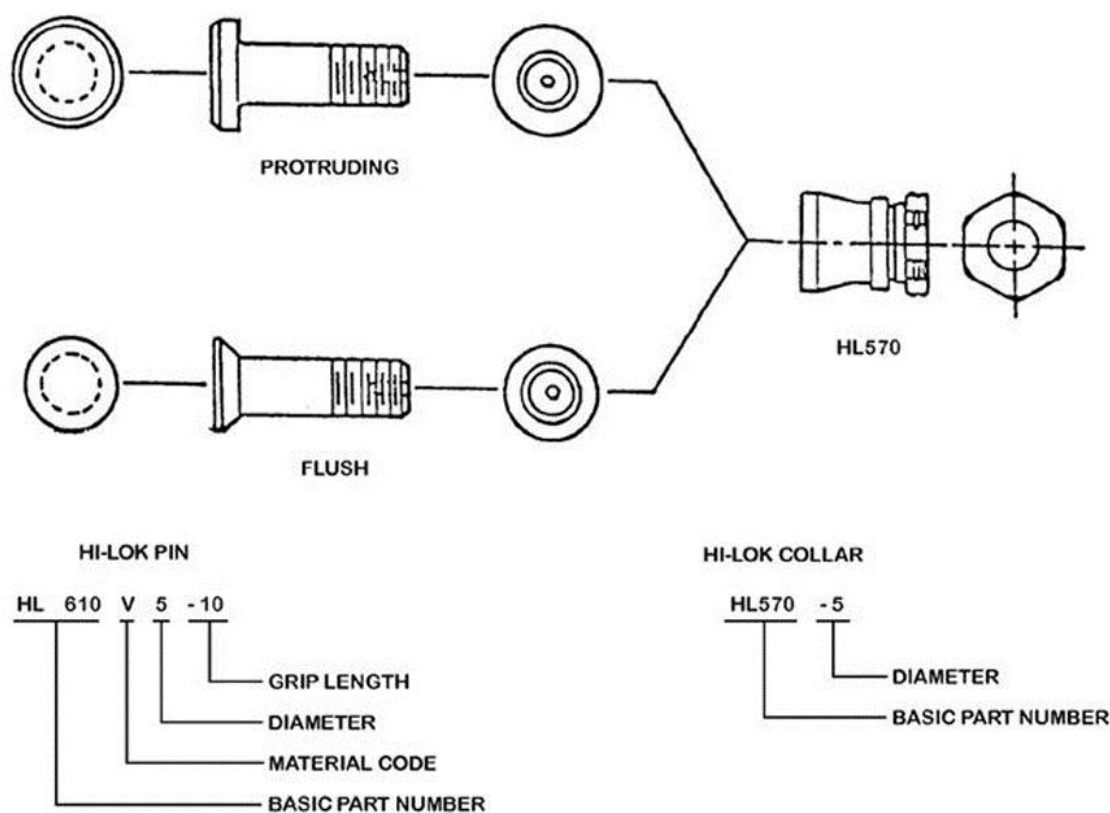 PROTRUDING
HL570
FLUSH
HI-LOK PIN
HL 610 V 5 - 10
GRIP LENGTH
DIAMETER
MATERIAL CODE
BASIC PART NUMBER
HI-LOK COLLAR
HL570 - 5
DIAMETER
BASIC PART NUMBER